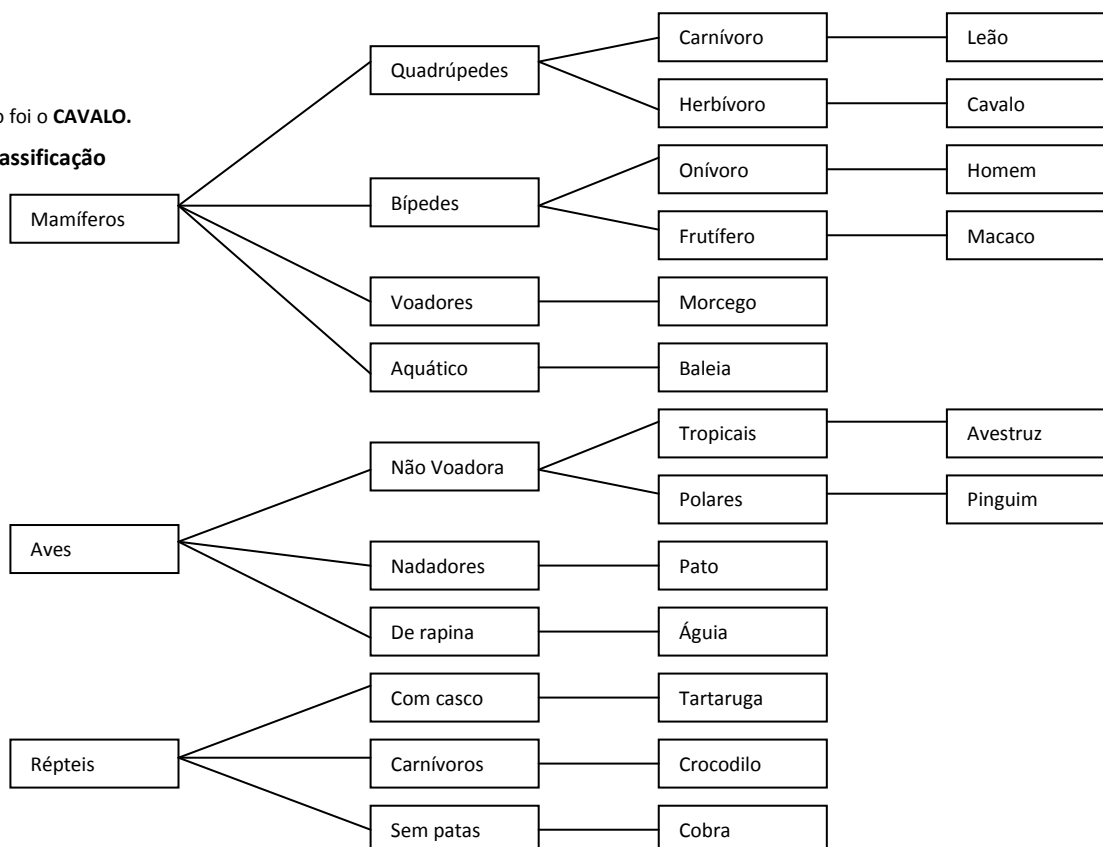 o foi o CAVALO.
assificação
Mamíferos
Quadrúpedes
Carnívoro
Leão
Herbívoro
Cavalo
Bípedes
Onívoro
Homem
Frutífero
Macaco
Voadores
Morcego
Aquático
Baleia
Aves
Não Voadora
Tropicais
Avestruz
Polares
Pinguim
Nadadores
Pato
De rapina
Águia
Répteis
Com casco
Tartaruga
Carnívoros
Crocodilo
Sem patas
Cobra